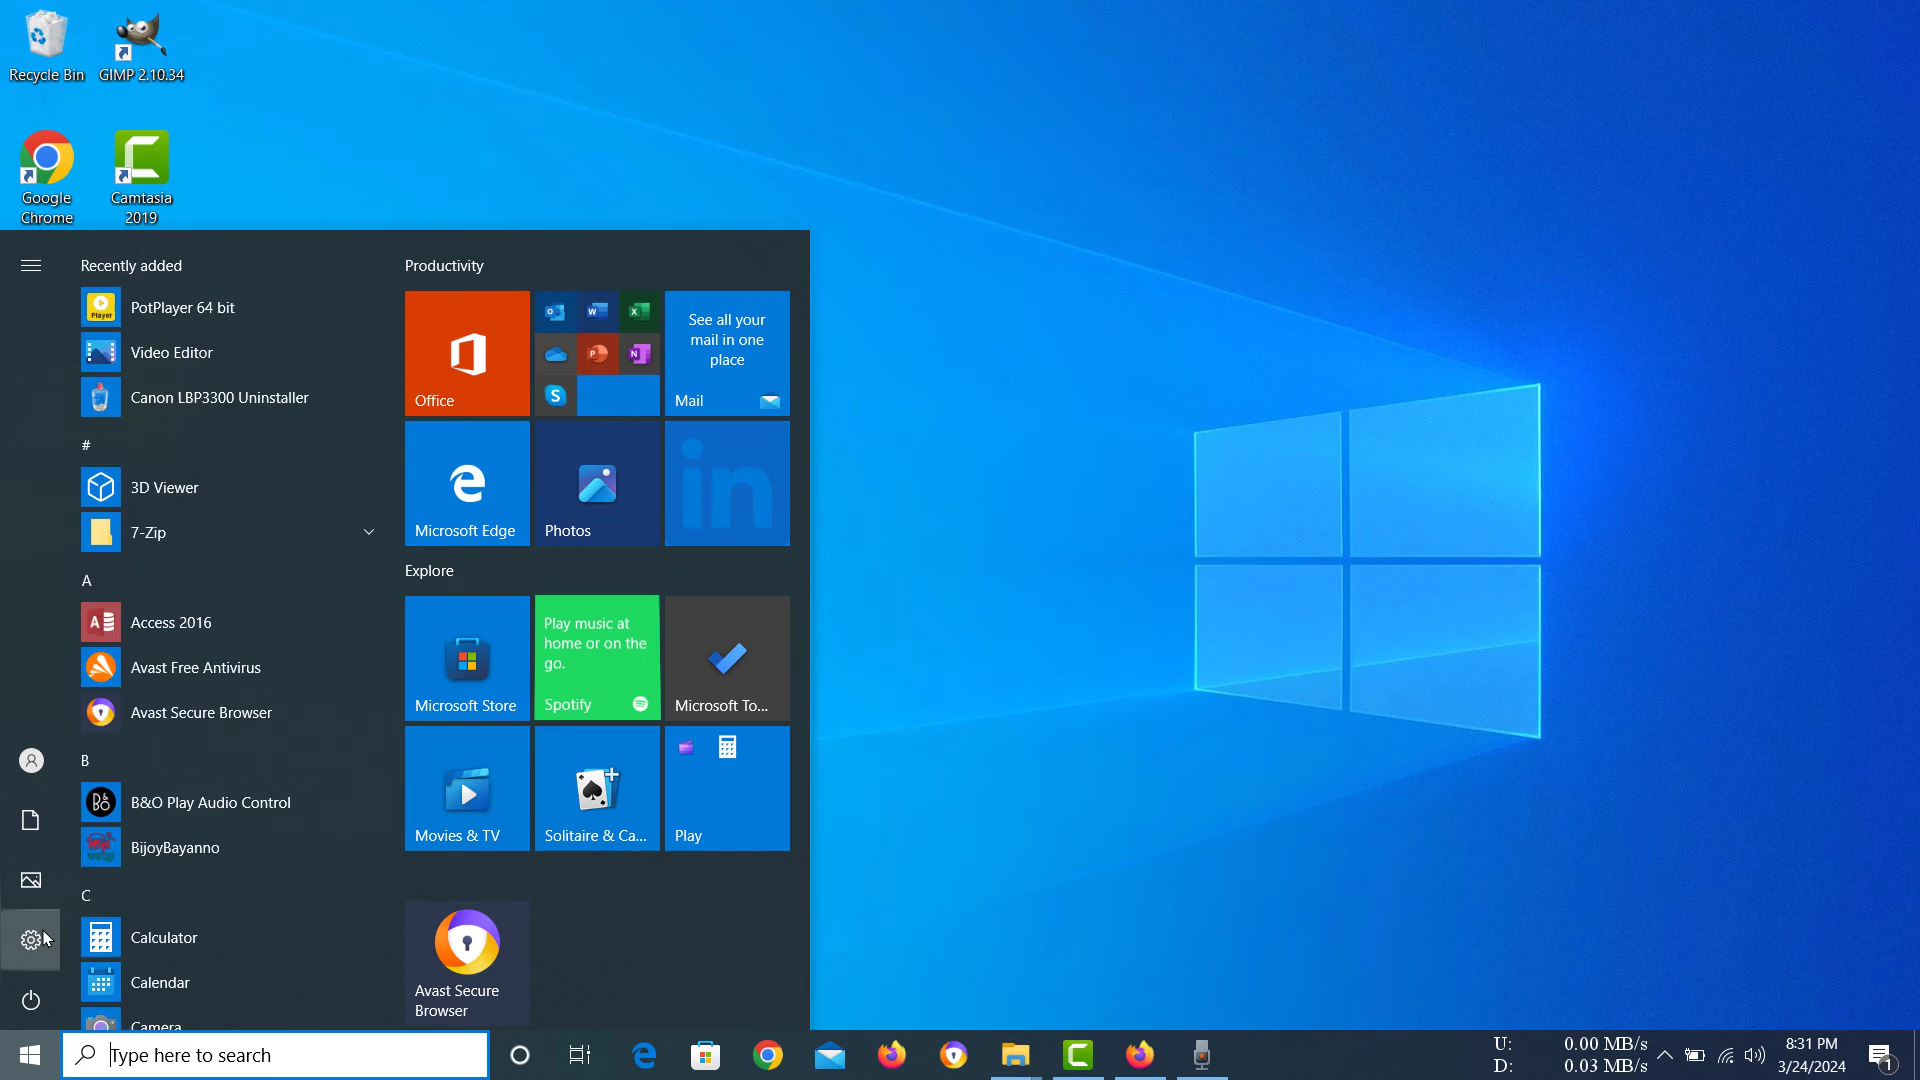 Recycle Bin
GIMP 2.10.34
Google
Chrome
Camtasia
2019
Recently added
PotPlayer 64 bit
Video Editor
Canon LBP3300 Uninstaller
#
3D Viewer
7-Zip
A
Access 2016
Avast Free Antivirus
Avast Secure Browser
B
B&O Play Audio Control
BijoyBayanno
C
Calculator
Calendar
Camera
Productivity
Office
See all your
mail in one
place
Mail
Microsoft Edge
Photos
in
Explore
Microsoft Store
Play music at
home or on the
go.
Spotify
Microsoft To...
Movies & TV
Solitaire & Ca...
Play
Avast Secure
Browser
Type here to search
U: 0.00 MB/s
D: 0.03 MB/s
8:31 PM
3/24/2024
1